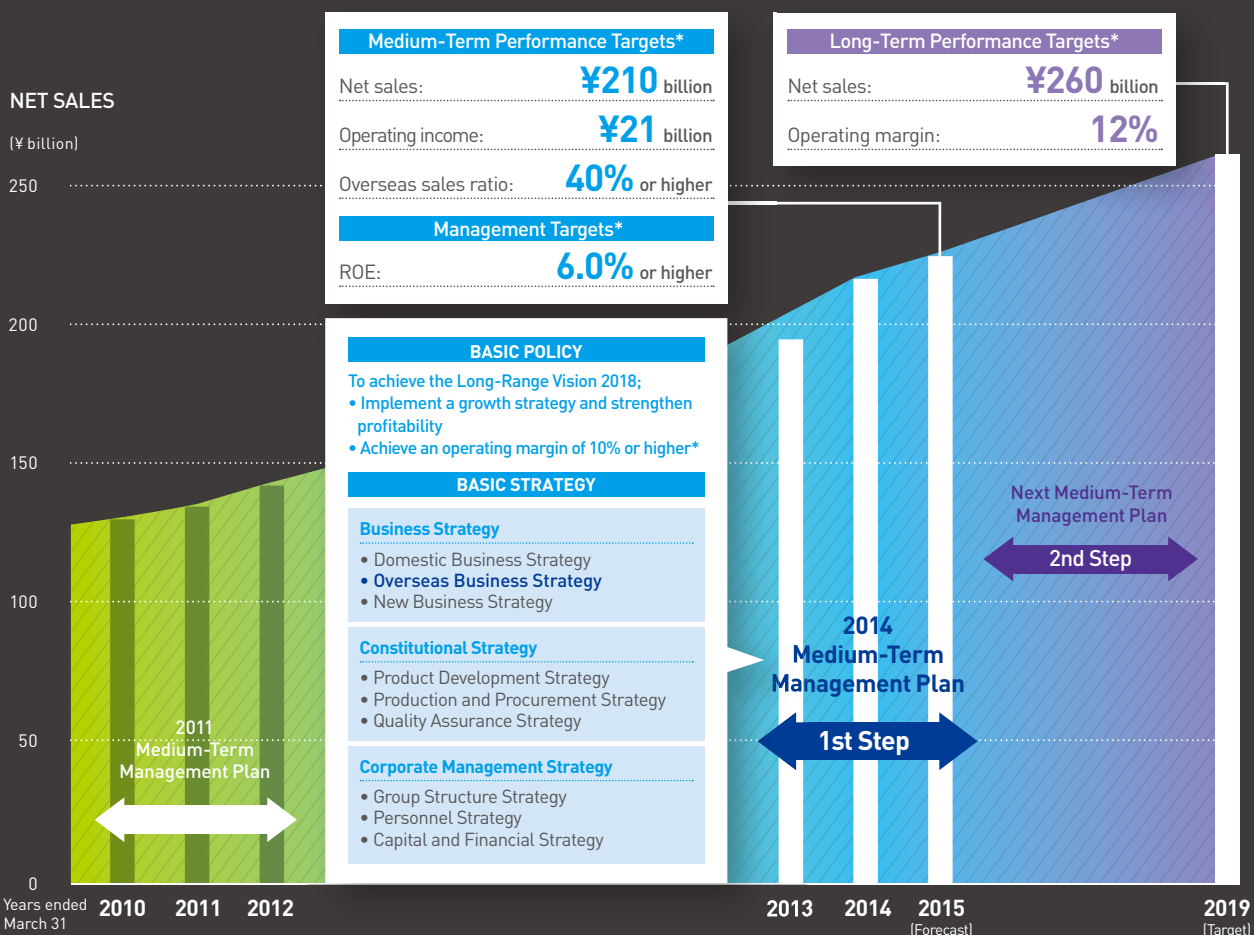 NET SALES
(¥ billion)
250
200
150
100
50
0
Years ended
March 31
2010
2011
2012
2013
2014
2015
(Forecast)
2019
(Target)
2011
Medium-Term
Management Plan
Medium-Term Performance Targets*
Net sales: ¥210 billion
Operating income: ¥21 billion
Overseas sales ratio: 40% or higher
Management Targets*
ROE: 6.0% or higher
BASIC POLICY
To achieve the Long-Range Vision 2018;
• Implement a growth strategy and strengthen
profitability
• Achieve an operating margin of 10% or higher*
BASIC STRATEGY
Business Strategy
• Domestic Business Strategy
• Overseas Business Strategy
• New Business Strategy
Constitutional Strategy
• Product Development Strategy
• Production and Procurement Strategy
• Quality Assurance Strategy
Corporate Management Strategy
• Group Structure Strategy
• Personnel Strategy
• Capital and Financial Strategy
Long-Term Performance Targets*
Net sales: ¥260 billion
Operating margin: 12%
2014
Medium-Term
Management Plan
1st Step
Next Medium-Term
Management Plan
2nd Step